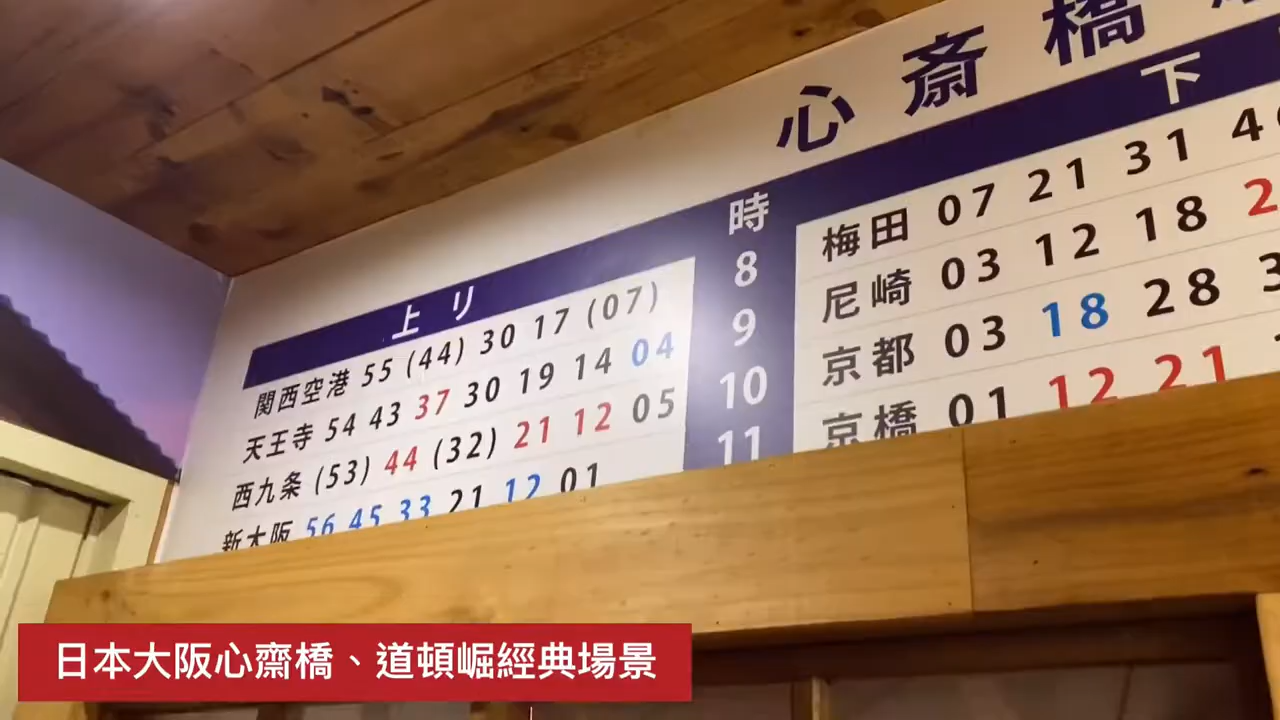 心斎橋
下
時
上り
関西空港 55 (44) 30 17 (07)
8
梅田 07 21 31
天王寺 54 43 37 30 19 14 04
9
尼崎 03 12 18
西九条 (53) 44 (32) 21 12 05
10
京都 03 18 28
新大阪 56 45 33 21 12 01
11
京橋 01 12 21
日本大阪心齋橋、道頓崛經典場景